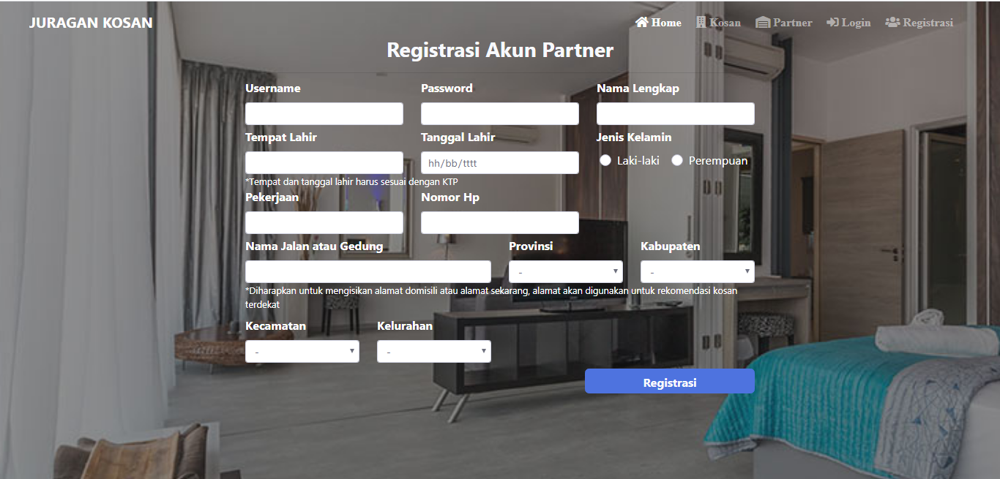 JURAGAN KOSAN
Home Kosan Partner Login Registrasi
Registrasi Akun Partner
Username Password Nama Lengkap
Tempat Lahir Tanggal Lahir Jenis Kelamin
hh/bb/tttt Laki-laki Perempuan
*Tempat dan tanggal lahir harus sesuai dengan KTP
Pekerjaan Nomor Hp
Nama Jalan atau Gedung Provinsi Kabupaten
- -
*Diharapkan untuk mengisikan alamat domisili atau alamat sekarang, alamat akan digunakan untuk rekomendasi kosan
terdekat
Kecamatan Kelurahan
- -
Registrasi